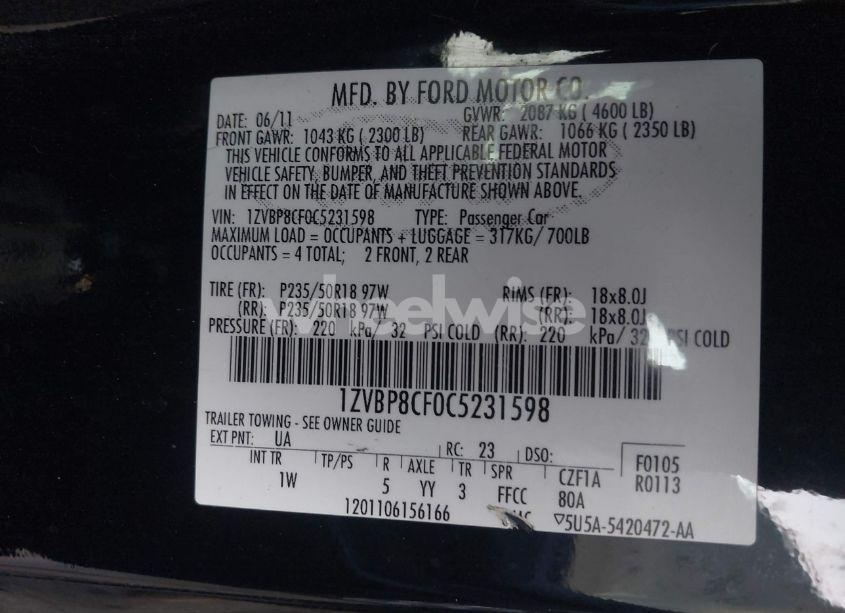 MFD. BY FORD MOTOR CO.
DATE: 06/11 GVWR: 2087 KG ( 4600 LB)
FRONT GAWR: 1043 KG ( 2300 LB) REAR GAWR: 1066 KG ( 2350 LB)
THIS VEHICLE CONFORMS TO ALL APPLICABLE FEDERAL MOTOR
VEHICLE SAFETY, BUMPER, AND THEFT PREVENTION STANDARDS
IN EFFECT ON THE DATE OF MANUFACTURE SHOWN ABOVE.
VIN: 1ZVBP8CF0C5231598 TYPE: Passenger Car
MAXIMUM LOAD = OCCUPANTS + LUGGAGE = 317KG/ 700LB
OCCUPANTS = 4 TOTAL; 2 FRONT, 2 REAR
TIRE (FR): P235/50R18 97W RIMS (FR): 18x8.0J
(RR): P235/50R18 97W (RR): 18x8.0J
PRESSURE (FR): 220 kPa/ 32 PSI COLD (RR): 220 kPa/ 32 PSI COLD
wheelwise
1ZVBP8CF0C5231598
TRAILER TOWING - SEE OWNER GUIDE
EXT PNT: UA RC: 23 DSO: F0105
INT TR TP/PS R AXLE TR SPR CZF1A R0113
1W 5 YY 3 FFCC 80A
1201106156166 5U5A-5420472-AA